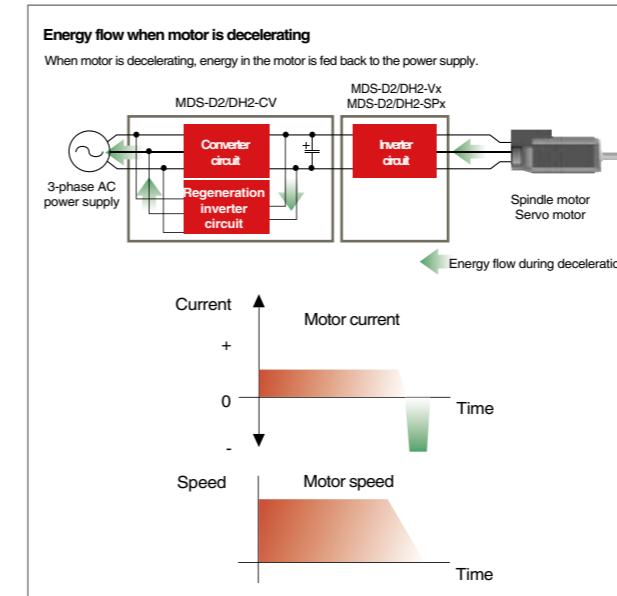 Energy flow when motor is decelerating
When motor is decelerating, energy in the motor is fed back to the power supply.
MDS-D2/DH2-Vx
MDS-D2/DH2-SPx
MDS-D2/DH2-CV
Converter
circuit
Inverter
circuit
+
3-phase AC
power supply
Regeneration
inverter
circuit
Spindle motor
Servo motor
Energy flow during deceleratio
Current
Motor current
+
0
Time
-
Speed
Motor speed
Time